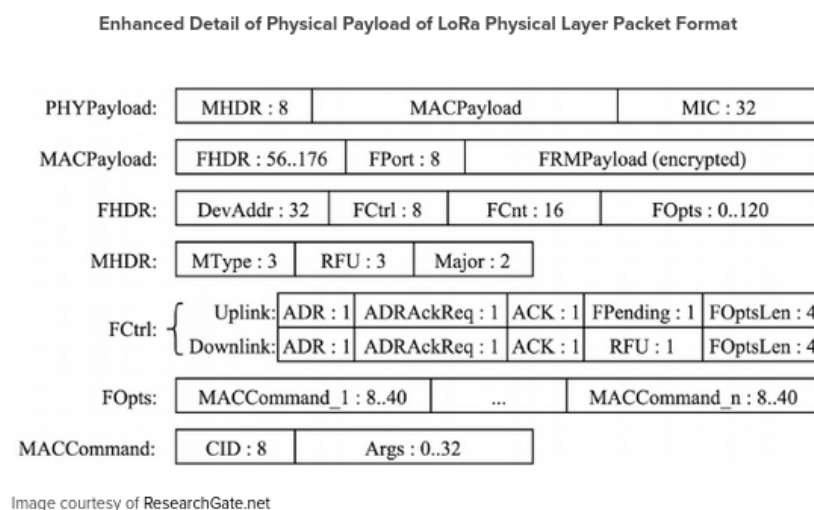 Enhanced Detail of Physical Payload of LoRa Physical Layer Packet Format
PHYPayload: MHDR : 8 MACPayload MIC : 32
MACPayload: FHDR : 56..176 FPort : 8 FRMPayload (encrypted)
FHDR: DevAddr : 32 FCtrl : 8 FCnt : 16 FOpts : 0..120
MHDR: MType : 3 RFU : 3 Major : 2
FCtrl:
Uplink: ADR : 1 ADRAckReq : 1 ACK : 1 FPending : 1 FOptsLen : 4
Downlink: ADR : 1 ADRAckReq : 1 ACK : 1 RFU : 1 FOptsLen : 4
FOpts: MACCommand_1 : 8..40 ... MACCommand_n : 8..40
MACCommand: CID : 8 Args : 0..32
Image courtesy of ResearchGate.net